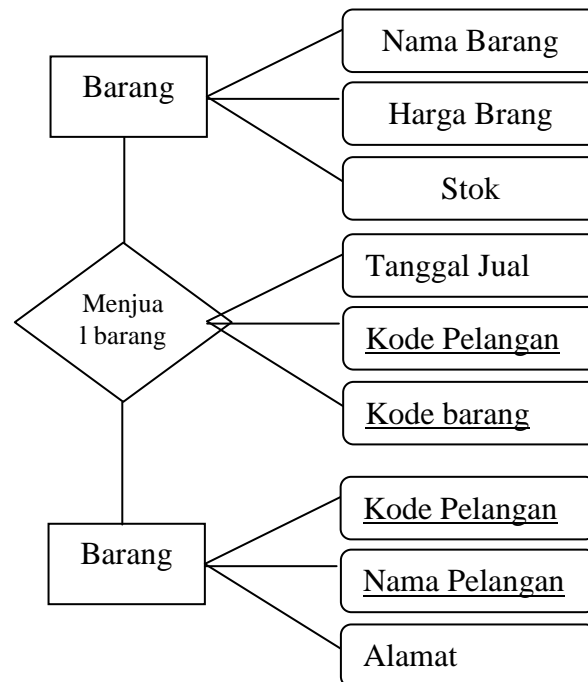 Nama Barang
Barang
Harga Brang
Stok
Tanggal Jual
Menjua
l barang
Kode Pelangan
Kode barang
Kode Pelangan
Barang
Nama Pelangan
Alamat